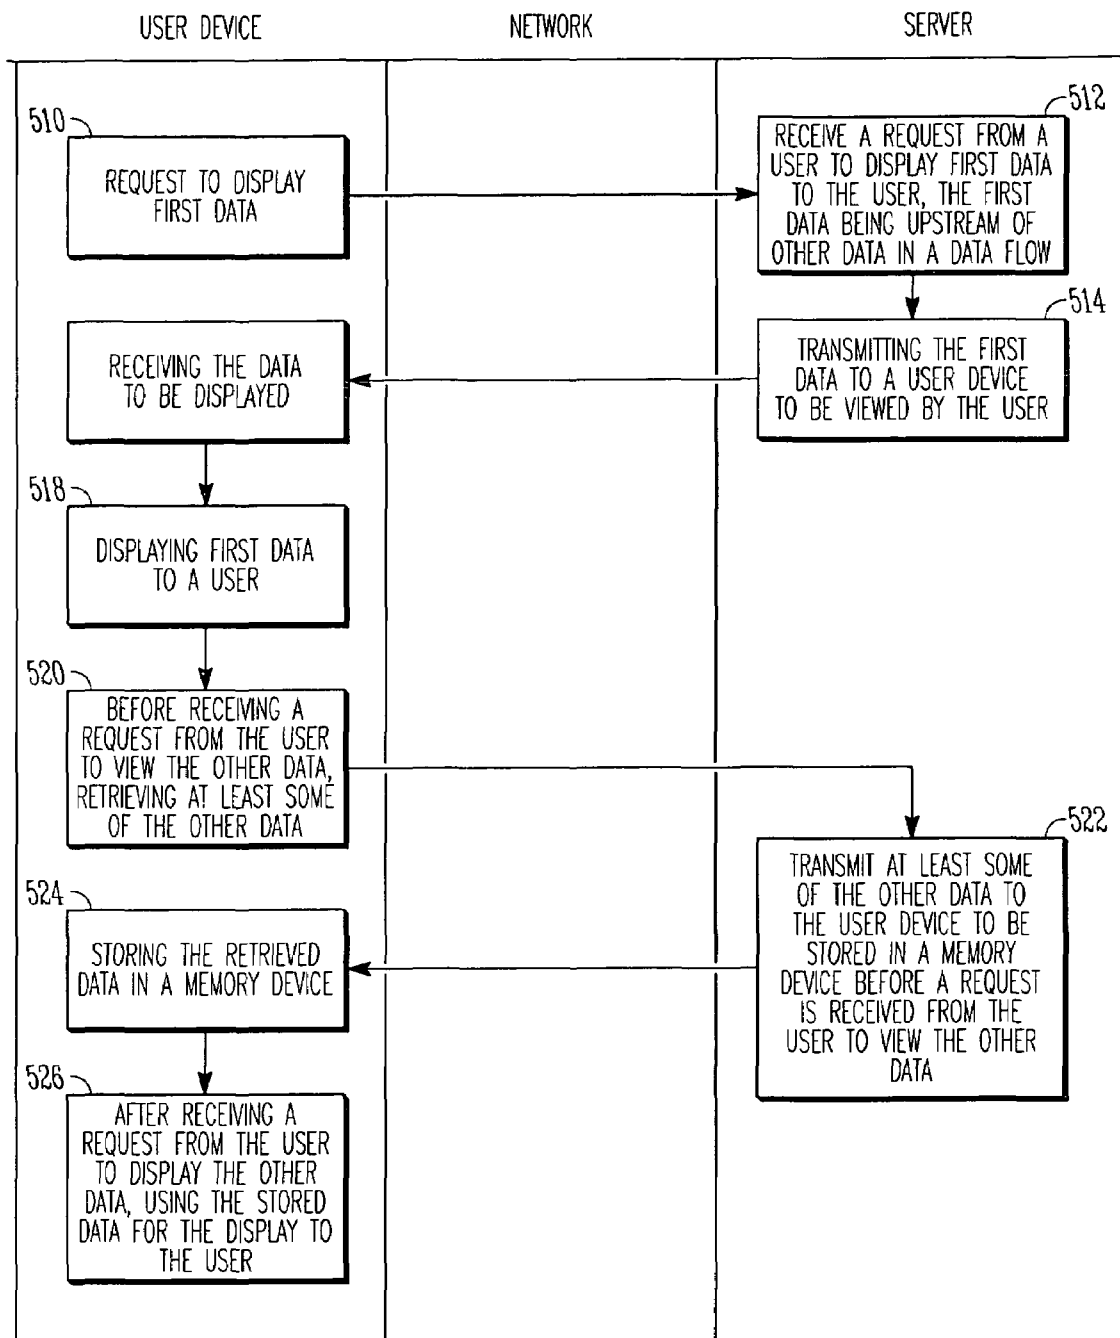 USER DEVICE
NETWORK
SERVER
510
REQUEST TO DISPLAY
FIRST DATA
512
RECEIVE A REQUEST FROM A
USER TO DISPLAY FIRST DATA
TO THE USER, THE FIRST
DATA BEING UPSTREAM OF
OTHER DATA IN A DATA FLOW
514
TRANSMITTING THE FIRST
DATA TO A USER DEVICE
TO BE VIEWED BY THE USER
RECEIVING THE DATA
TO BE DISPLAYED
518
DISPLAYING FIRST DATA
TO A USER
520
BEFORE RECEIVING A
REQUEST FROM THE USER
TO VIEW THE OTHER DATA,
RETRIEVING AT LEAST SOME
OF THE OTHER DATA
522
TRANSMIT AT LEAST SOME
OF THE OTHER DATA TO
THE USER DEVICE TO BE
STORED IN A MEMORY
DEVICE BEFORE A REQUEST
IS RECEIVED FROM THE
USER TO VIEW THE OTHER
DATA
524
STORING THE RETRIEVED
DATA IN A MEMORY DEVICE
526
AFTER RECEIVING A
REQUEST FROM THE USER
TO DISPLAY THE OTHER
DATA, USING THE STORED
DATA FOR THE DISPLAY TO
THE USER